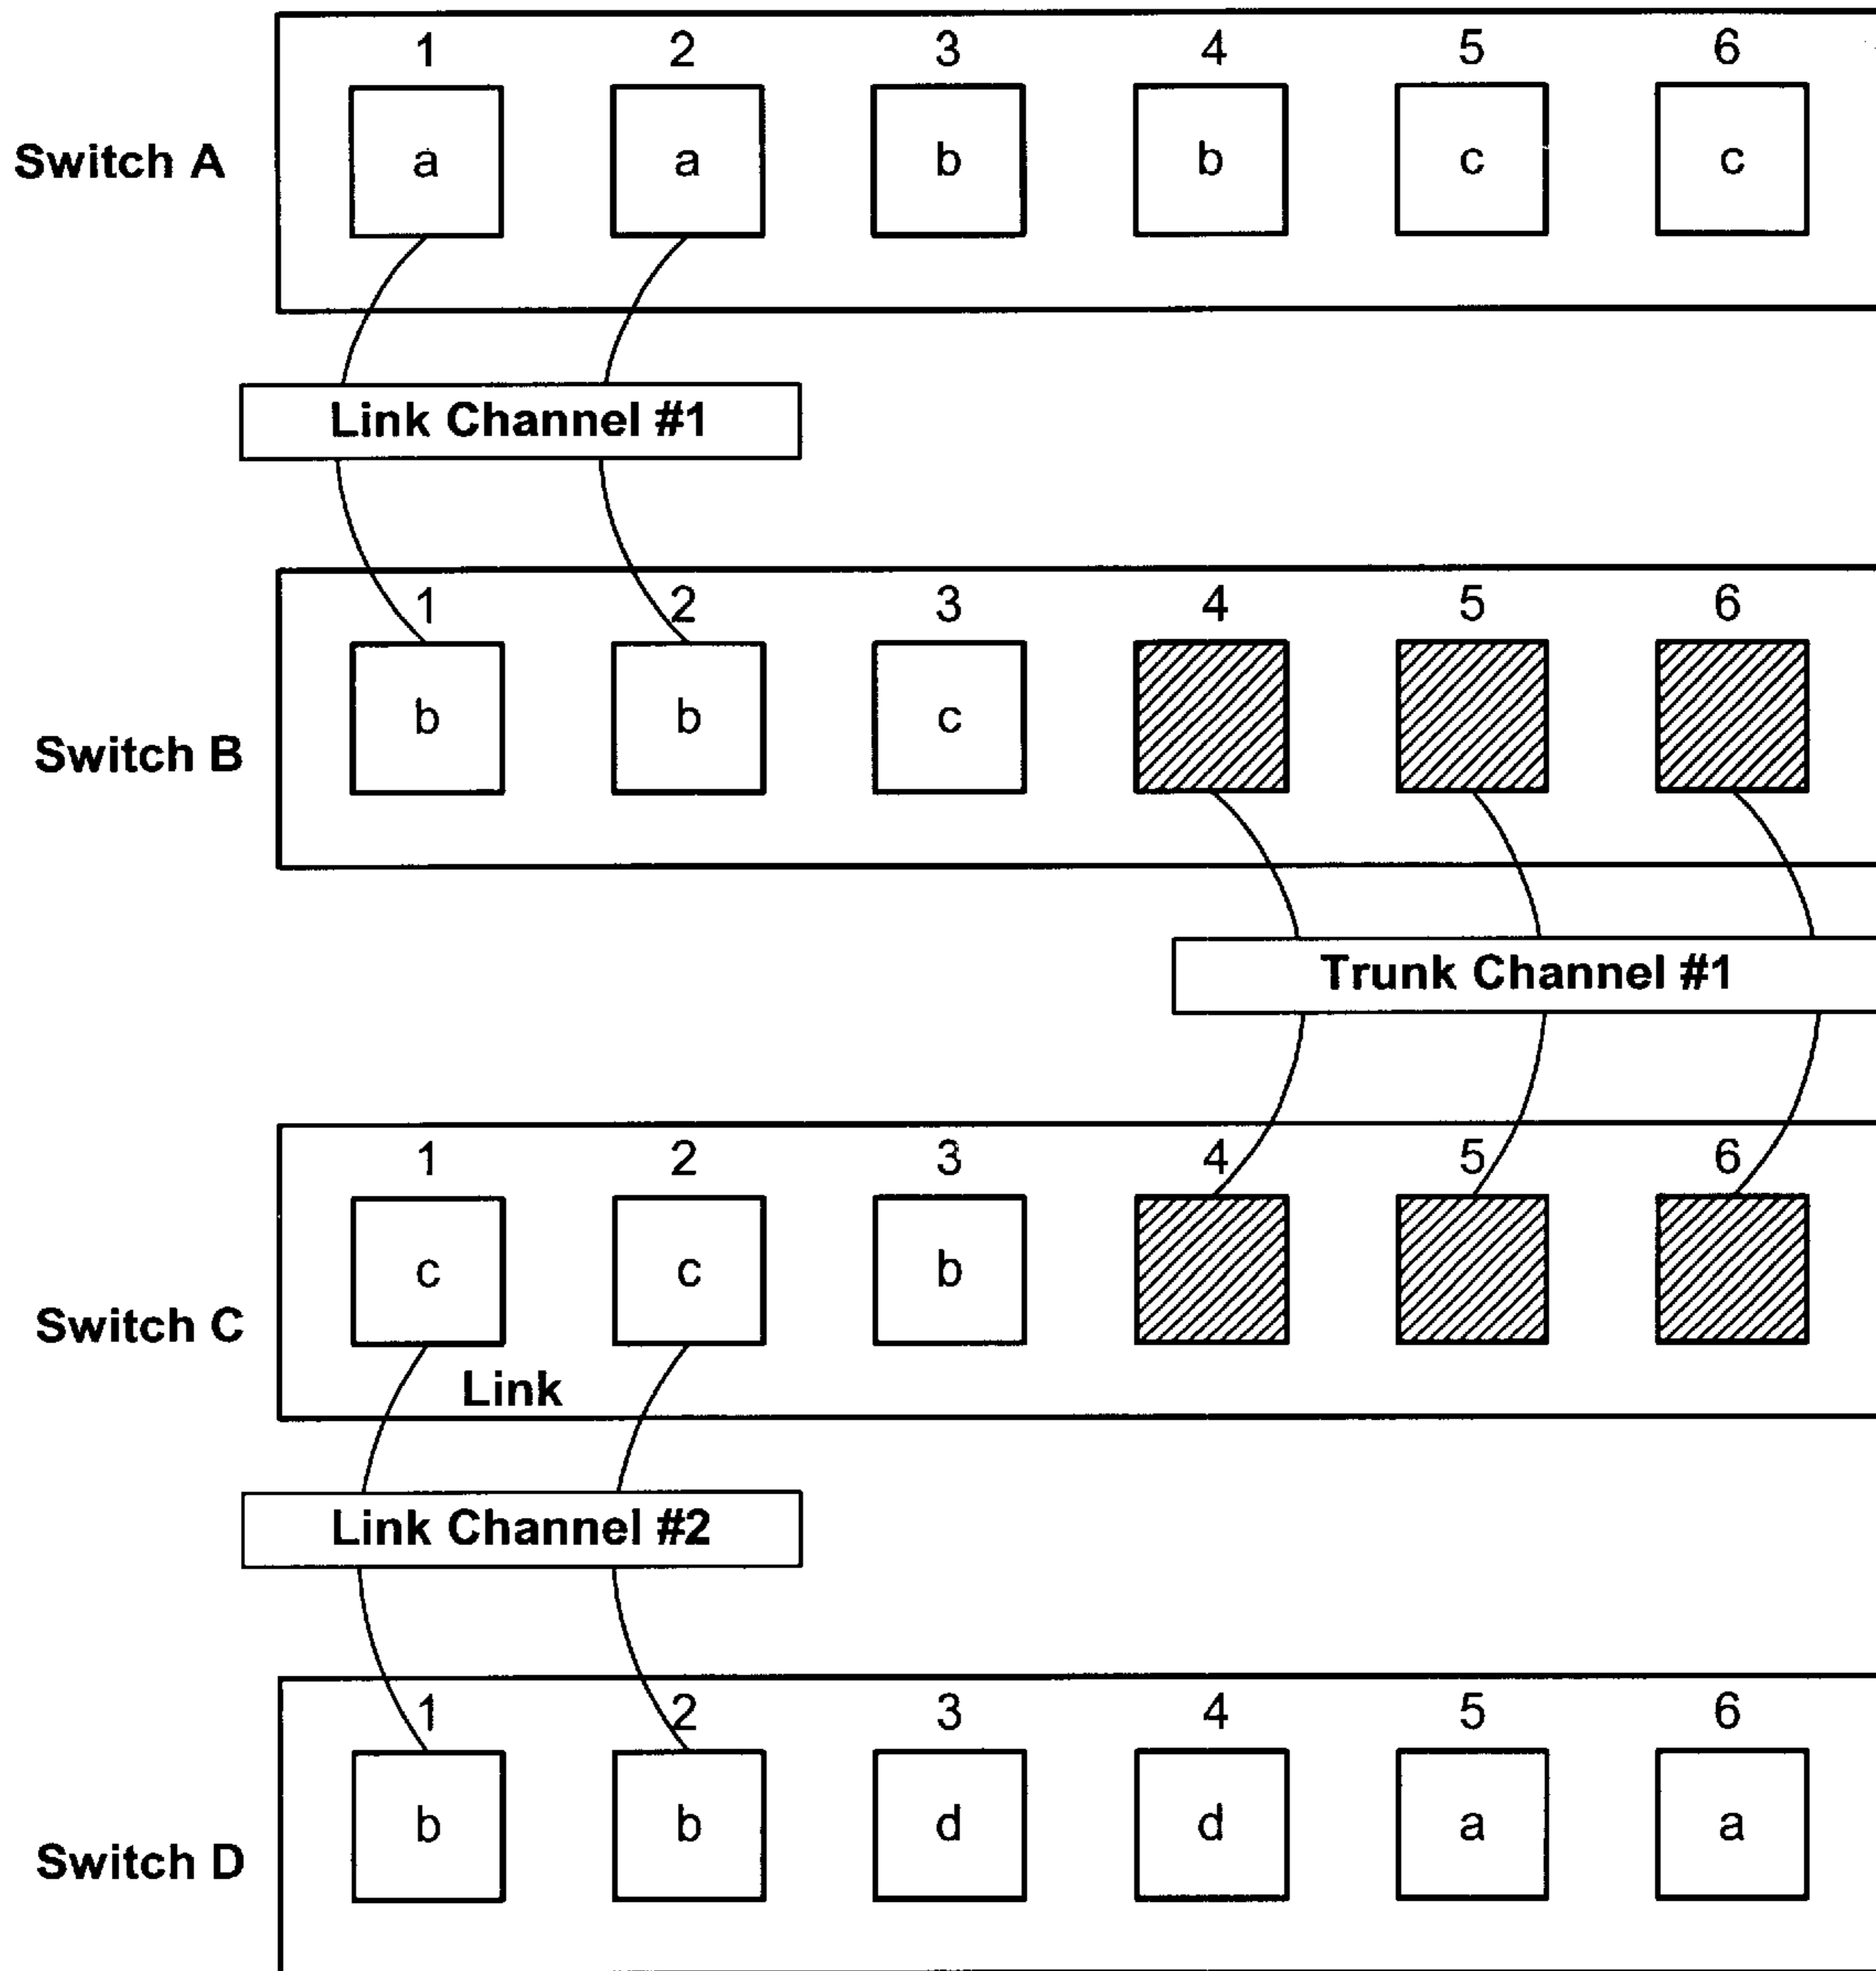 1 2 3 4 5 6
Switch A a a b b c c
Link Channel #1
1 2 3 4 5 6
Switch B b b c
Trunk Channel #1
1 2 3 4 5 6
Switch C c c b
Link
Link Channel #2
1 2 3 4 5 6
Switch D b b d d a a